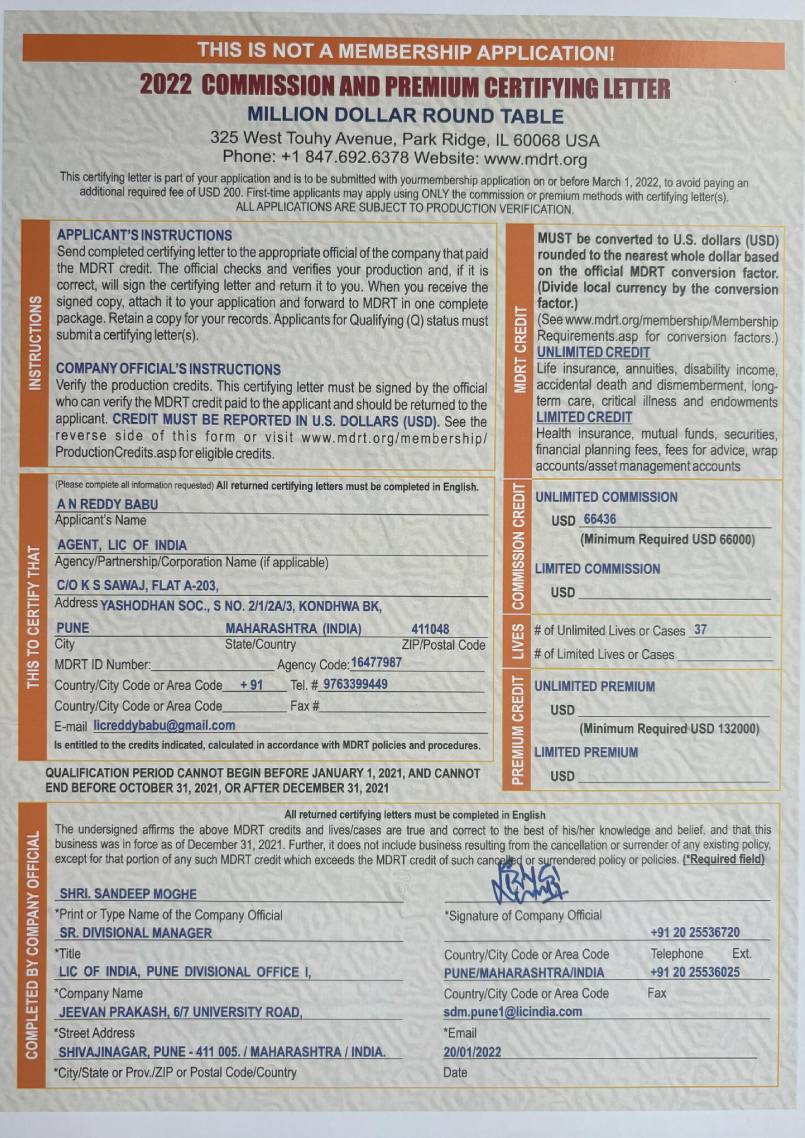 THIS IS NOT A MEMBERSHIP APPLICATION!
2022 COMMISSION AND PREMIUM CERTIFYING LETTER
MILLION DOLLAR ROUND TABLE
325 West Touhy Avenue, Park Ridge, IL 60068 USA
Phone: +1 847.692.6378 Website: www.mdrt.org
This certifying letter is part of your application and is to be submitted with yourmembership application on or before March 1, 2022, to avoid paying an
additional required fee of USD 200. First-time applicants may apply using ONLY the commission or premium methods with certifying letter(s).
ALL APPLICATIONS ARE SUBJECT TO PRODUCTION VERIFICATION.
INSTRUCTIONS
APPLICANT'S INSTRUCTIONS
Send completed certifying letter to the appropriate official of the company that paid
the MDRT credit. The official checks and verifies your production and, if it is
correct, will sign the certifying letter and return it to you. When you receive the
signed copy, attach it to your application and forward to MDRT in one complete
package. Retain a copy for your records. Applicants for Qualifying (Q) status must
submit a certifying letter(s).
COMPANY OFFICIAL'S INSTRUCTIONS
Verify the production credits. This certifying letter must be signed by the official
who can verify the MDRT credit paid to the applicant and should be returned to the
applicant. CREDIT MUST BE REPORTED IN U.S. DOLLARS (USD). See the
reverse side of this form or visit www.mdrt.org/membership/
ProductionCredits.asp for eligible credits.
MDRT CREDIT
MUST be converted to U.S. dollars (USD)
rounded to the nearest whole dollar based
on the official MDRT conversion factor.
(Divide local currency by the conversion
factor.)
(See www.mdrt.org/membership/Membership
Requirements.asp for conversion factors.)
UNLIMITED CREDIT
Life insurance, annuities, disability income,
accidental death and dismemberment, long-
term care, critical illness and endowments
LIMITED CREDIT
Health insurance, mutual funds, securities,
financial planning fees, fees for advice, wrap
accounts/asset management accounts
THIS TO CERTIFY THAT
(Please complete all information requested) All returned certifying letters must be completed in English.
A N REDDY BABU
Applicant's Name
AGENT, LIC OF INDIA
Agency/Partnership/Corporation Name (if applicable)
C/O K S SAWAJ, FLAT A-203,
Address YASHODHAN SOC., S NO. 2/1/2A/3, KONDHWA BK,
PUNE MAHARASHTRA (INDIA) 411048
City State/Country ZIP/Postal Code
MDRT ID Number: Agency Code: 16477987
Country/City Code or Area Code +91 Tel. # 9763399449
Country/City Code or Area Code Fax #
E-mail licreddybabu@gmail.com
Is entitled to the credits indicated, calculated in accordance with MDRT policies and procedures.
COMMISSION CREDIT
UNLIMITED COMMISSION
USD 66436
(Minimum Required USD 66000)
LIMITED COMMISSION
USD
LIVES
# of Unlimited Lives or Cases 37
# of Limited Lives or Cases
PREMIUM CREDIT
UNLIMITED PREMIUM
USD
(Minimum Required USD 132000)
LIMITED PREMIUM
USD
QUALIFICATION PERIOD CANNOT BEGIN BEFORE JANUARY 1, 2021, AND CANNOT
END BEFORE OCTOBER 31, 2021, OR AFTER DECEMBER 31, 2021
COMPLETED BY COMPANY OFFICIAL
All returned certifying letters must be completed in English
The undersigned affirms the above MDRT credits and lives/cases are true and correct to the best of his/her knowledge and belief, and that this
business was in force as of December 31, 2021. Further, it does not include business resulting from the cancellation or surrender of any existing policy,
except for that portion of any such MDRT credit which exceeds the MDRT credit of such cancelled or surrendered policy or policies. (*Required field)
SHRI. SANDEEP MOGHE
*Print or Type Name of the Company Official *Signature of Company Official
SR. DIVISIONAL MANAGER +91 20 25536720
*Title Country/City Code or Area Code Telephone Ext.
LIC OF INDIA, PUNE DIVISIONAL OFFICE I, PUNE/MAHARASHTRA/INDIA +91 20 25536025
*Company Name Country/City Code or Area Code Fax
JEEVAN PRAKASH, 6/7 UNIVERSITY ROAD, sdm.pune1@licindia.com
*Street Address *Email
SHIVAJINAGAR, PUNE - 411 005. / MAHARASHTRA / INDIA. 20/01/2022
*City/State or Prov./ZIP or Postal Code/Country Date